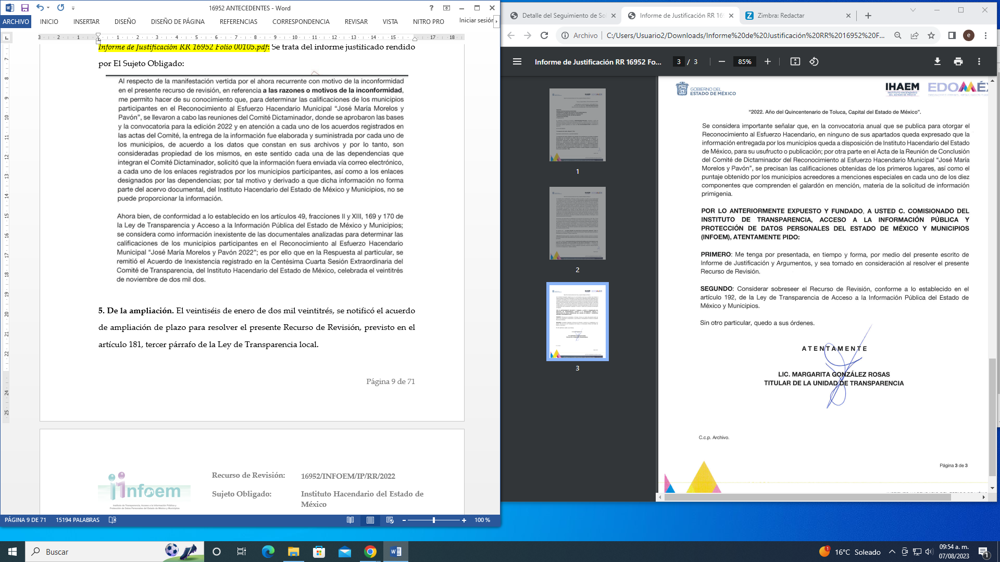 16952 ANTECEDENTES - Word
ARCHIVO INICIO INSERTAR DISEÑO DISEÑO DE PÁGINA REFERENCIAS CORRESPONDENCIA REVISAR VISTA NITRO PRO Iniciar sesión
Informe de Justificación RR 16952 Folio 00105.pdf: Se trata del informe justificado rendido
por El Sujeto Obligado:
Al respecto de la manifestación vertida por el ahora recurrente con motivo de la inconformidad
en el presente recurso de revisión, en referencia a las razones o motivos de la inconformidad,
me permito hacer de su conocimiento que, para determinar las calificaciones de los municipios
participantes en el Reconocimiento al Esfuerzo Hacendario Municipal “José María Morelos y
Pavón”, se llevaron a cabo las reuniones del Comité Dictaminador, donde se aprobaron las bases
y la convocatoria para la edición 2022 y en atención a cada uno de los acuerdos registrados en
las actas del Comité, la entrega de la información fue elaborada y suministrada por cada uno de
los municipios, de acuerdo a los datos que constan en sus archivos y por lo tanto, son
consideradas propiedad de los mismos, en este sentido cada una de las dependencias que
integran el Comité Dictaminador, solicitó que la información fuera enviada vía correo electrónico,
a cada uno de los enlaces registrados por los municipios participantes, así como a los enlaces
designados por las dependencias; por tal motivo y derivado a que dicha información no forma
parte del acervo documental, del Instituto Hacendario del Estado de México y Municipios, no se
puede proporcionar la información.
Ahora bien, de conformidad a lo establecido en los artículos 49, fracciones II y XIII, 169 y 170 de
la Ley de Transparencia y Acceso a la Información Pública del Estado de México y Municipios;
se considera como información inexistente de las documentales analizadas para determinar las
calificaciones de los municipios participantes en el Reconocimiento al Esfuerzo Hacendario
Municipal “José María Morelos y Pavón 2022”; es por ello que en la Respuesta al particular, se
remitió el Acuerdo de Inexistencia registrado en la Centésima Cuarta Sesión Extraordinaria del
Comité de Transparencia, del Instituto Hacendario del Estado de México, celebrada el veintitrés
de noviembre de dos mil dos.
5. De la ampliación. El veintiséis de enero de dos mil veintitrés, se notificó el acuerdo
de ampliación de plazo para resolver el presente Recurso de Revisión, previsto en el
artículo 181, tercer párrafo de la Ley de Transparencia local.
Página 9 de 71
infoem
Instituto de Transparencia, Acceso a la Información Pública y
Protección de Datos Personales del Estado de México y Municipios
Recurso de Revisión: 16952/INFOEM/IP/RR/2022
Sujeto Obligado: Instituto Hacendario del Estado de
México
PÁGINA 9 DE 71 15194 PALABRAS 100 %
Detalle del Seguimiento de So
Informe de Justificación RR 169
Zimbra: Redactar
Archivo C:/Users/Usuario2/Downloads/Informe%20de%20Justificación%20RR%2016952%20F...
Informe de Justificación RR 16952 Fo... 3 / 3 85%
1
2
3
GOBIERNO DEL
ESTADO DE MÉXICO
IHAEM
EDOMÉX
“2022. Año del Quincentenario de Toluca, Capital del Estado de México”.
Se considera importante señalar que, en la convocatoria anual que se publica para otorgar el
Reconocimiento al Esfuerzo Hacendario, en ninguno de sus apartados queda expresado que la
información entregada por los municipios queda a disposición de Instituto Hacendario del Estado
de México, para su usufructo o publicación; por otra parte en el Acta de la Reunión de Conclusión
del Comité de Dictaminador del Reconocimiento al Esfuerzo Hacendario Municipal “José María
Morelos y Pavón”, se precisan las calificaciones obtenidas de los primeros lugares, así como el
puntaje obtenido por los municipios acreedores a menciones especiales en cada uno de los diez
componentes que comprenden el galardón en mención, materia de la solicitud de información
primigenia.
POR LO ANTERIORMENTE EXPUESTO Y FUNDADO, A USTED C. COMISIONADO DEL
INSTITUTO DE TRANSPARENCIA, ACCESO A LA INFORMACIÓN PÚBLICA Y
PROTECCIÓN DE DATOS PERSONALES DEL ESTADO DE MÉXICO Y MUNICIPIOS
(INFOEM), ATENTAMENTE PIDO:
PRIMERO: Me tenga por presentada, en tiempo y forma, por medio del presente escrito de
Informe de Justificación y Argumentos, y sea tomado en consideración al resolver el presente
Recurso de Revisión.
SEGUNDO: Considerar sobreseer el Recurso de Revisión, conforme a lo establecido en el
artículo 192, de la Ley de Transparencia de Acceso a la Información Pública del Estado de
México y Municipios.
Sin otro particular, quedo a sus órdenes.
A T E N T A M E N T E
LIC. MARGARITA GONZÁLEZ ROSAS
TITULAR DE LA UNIDAD DE TRANSPARENCIA
C.c.p. Archivo.
Página 3 de 3
Buscar
16°C Soleado
09:54 a. m.
07/08/2023